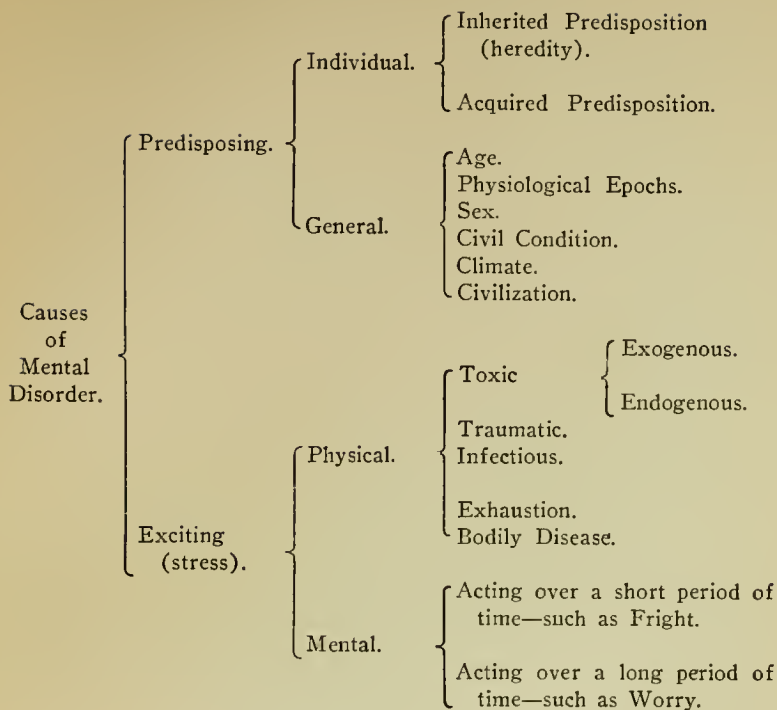 Inherited Predisposition
(heredity).
Individual.
Acquired Predisposition.
Predisposing.
Age.
Physiological Epochs.
Sex.
General.
Civil Condition.
Climate.
Civilization.
Causes
of
Mental
Disorder.
Exogenous.
Toxic
Endogenous.
Traumatic.
Physical.
Infectious.
Exhaustion.
Exciting
(stress).
Bodily Disease.
Acting over a short period of
time—such as Fright.
Mental.
Acting over a long period of
time—such as Worry.